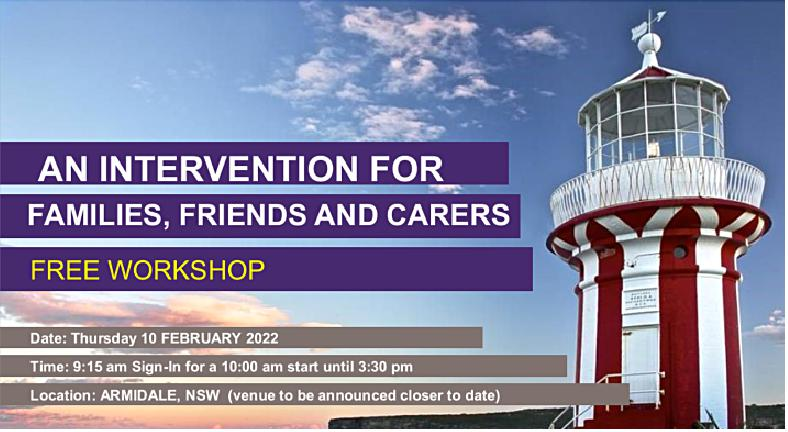 AN INTERVENTION FOR
FAMILIES, FRIENDS AND CARERS
FREE WORKSHOP
Date: Thursday 10 FEBRUARY 2022
Time: 9:15 am Sign-In for a 10:00 am start until 3:30 pm
Location: ARMIDALE, NSW (venue to be announced closer to date)